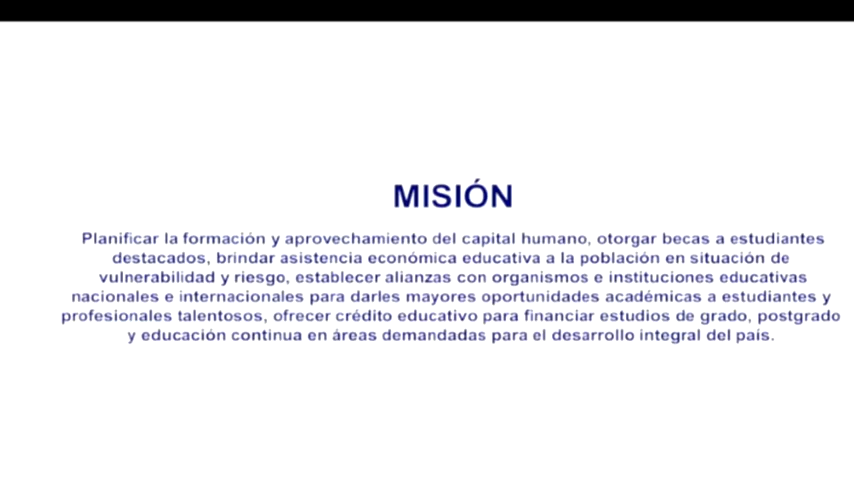 MISIÓN
Planificar la formación y aprovechamiento del capital humano, otorgar becas a estudiantes
destacados, brindar asistencia económica educativa a la población en situación de
vulnerabilidad y riesgo, establecer alianzas con organismos e instituciones educativas
nacionales e internacionales para darles mayores oportunidades académicas a estudiantes y
profesionales talentosos, ofrecer crédito educativo para financiar estudios de grado, postgrado
y educación continua en áreas demandadas para el desarrollo integral del país.